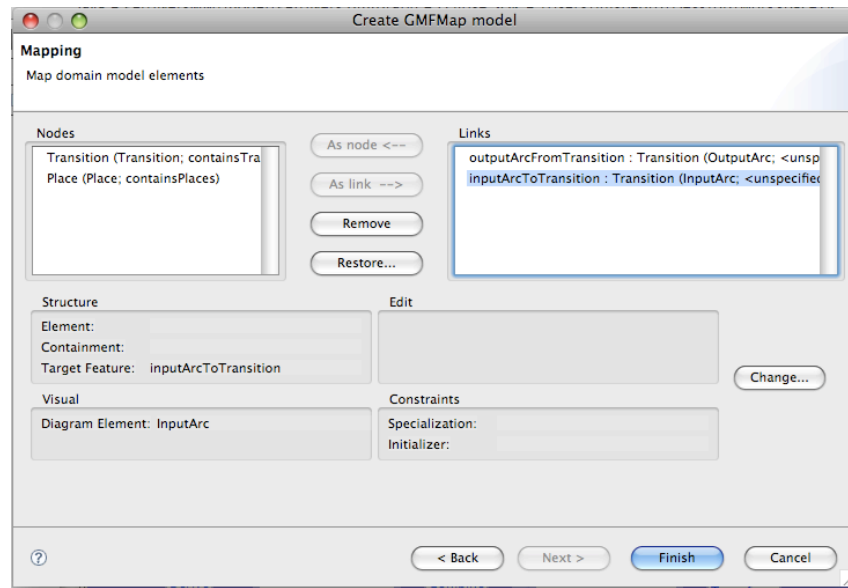 Create GMFMap model
Mapping
Map domain model elements
Nodes
Transition (Transition; containsTra
Place (Place; containsPlaces)
As node <--
As link -->
Remove
Restore...
Links
outputArcFromTransition : Transition (OutputArc; <unsp
inputArcToTransition : Transition (InputArc; <unspecified
Structure
Element:
Containment:
Target Feature: inputArcToTransition
Edit
Change...
Visual
Diagram Element: InputArc
Constraints
Specialization:
Initializer:
?
< Back
Next >
Finish
Cancel